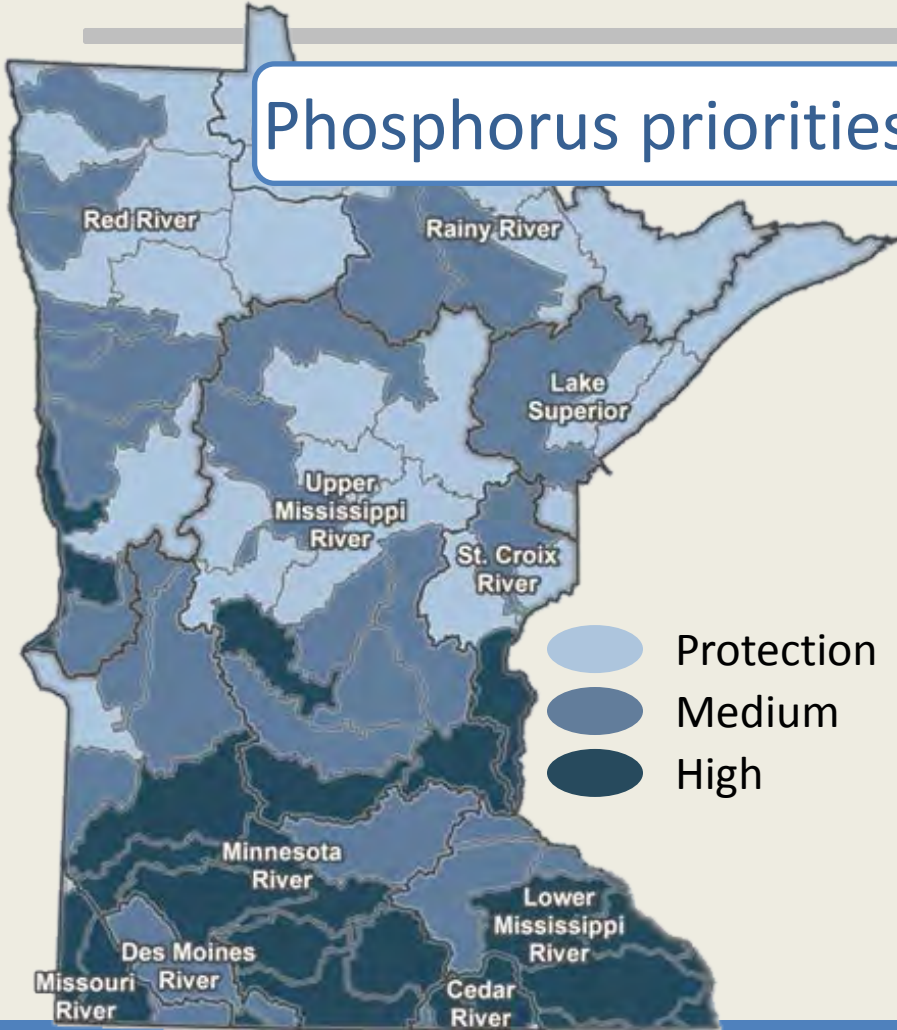 Phosphorus priorities
Red River
Rainy River
Lake
Superior
Upper
Mississippi
River
St. Croix
River
Protection
Medium
High
Minnesota
River
Lower
Mississippi
River
Des Moines
River
Missouri
River
Cedar
River